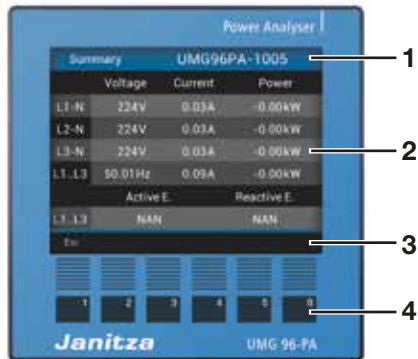 Power Analyser
Summary UMG96PA-1005 1
Voltage Current Power
L1-N 224V 0.03A -0.00kW
L2-N 224V 0.03A -0.00kW
L3-N 224V 0.03A -0.00kW 2
L1..L3 50.01Hz 0.09A -0.00kW
Active E. Reactive E.
L1..L3 NAN NAN
Esc 3
1 2 3 4 5 6 4
Janitza UMG 96-PA